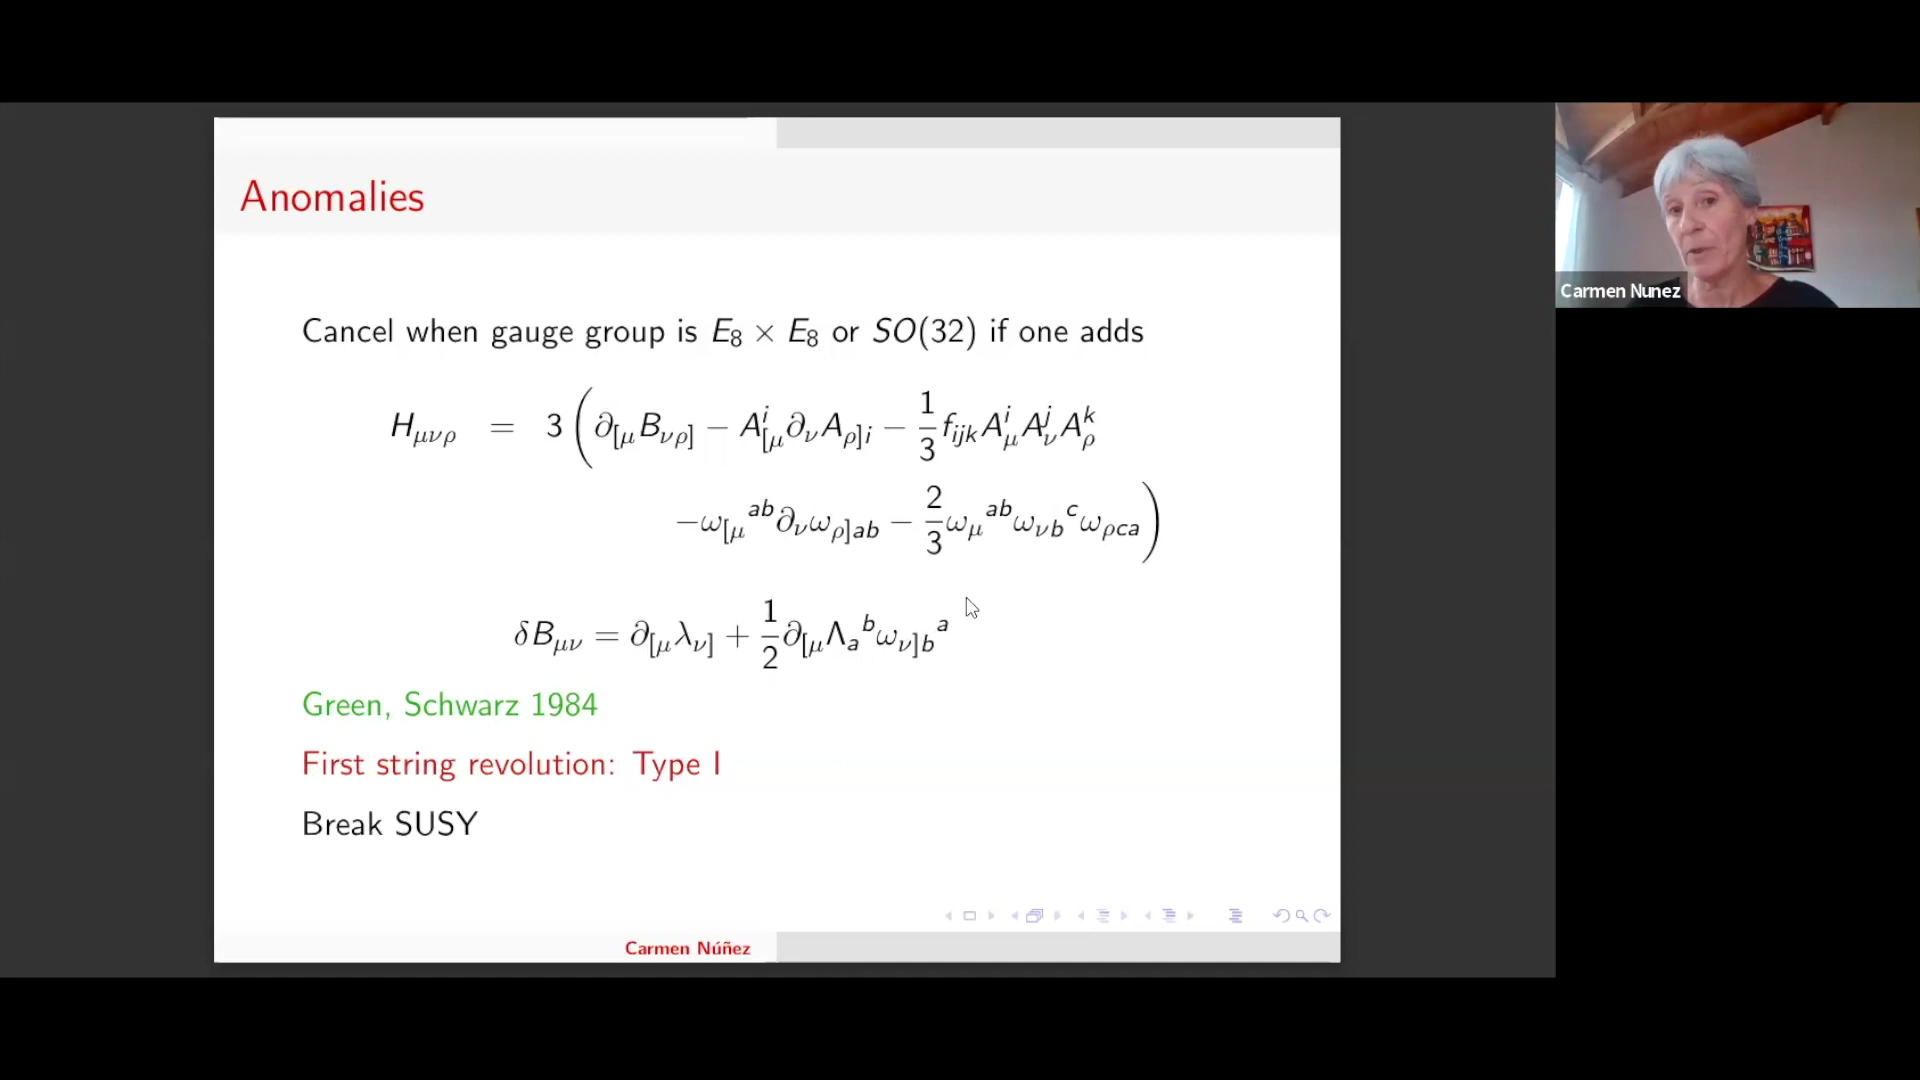 Anomalies
Cancel when gauge group is E₈ × E₈ or SO(32) if one adds
H_{μνρ} = 3 ( ∂_{[μ}B_{νρ]} − A^i_{[μ}∂_νA_{ρ]i} − \frac{1}{3} f_{ijk}A^i_μA^j_νA^k_ρ
−ω_{[μ}{}^{ab}∂_νω_{ρ]ab} − \frac{2}{3} ω_μ{}^{ab}ω_{νb}{}^cω_{ρca} )
δB_{μν} = ∂_{[μ}λ_{ν]} + \frac{1}{2} ∂_{[μ}Λ_a{}^bω_{ν]b}{}^a
Green, Schwarz 1984
First string revolution: Type I
Break SUSY
Carmen Núñez
Carmen Nunez